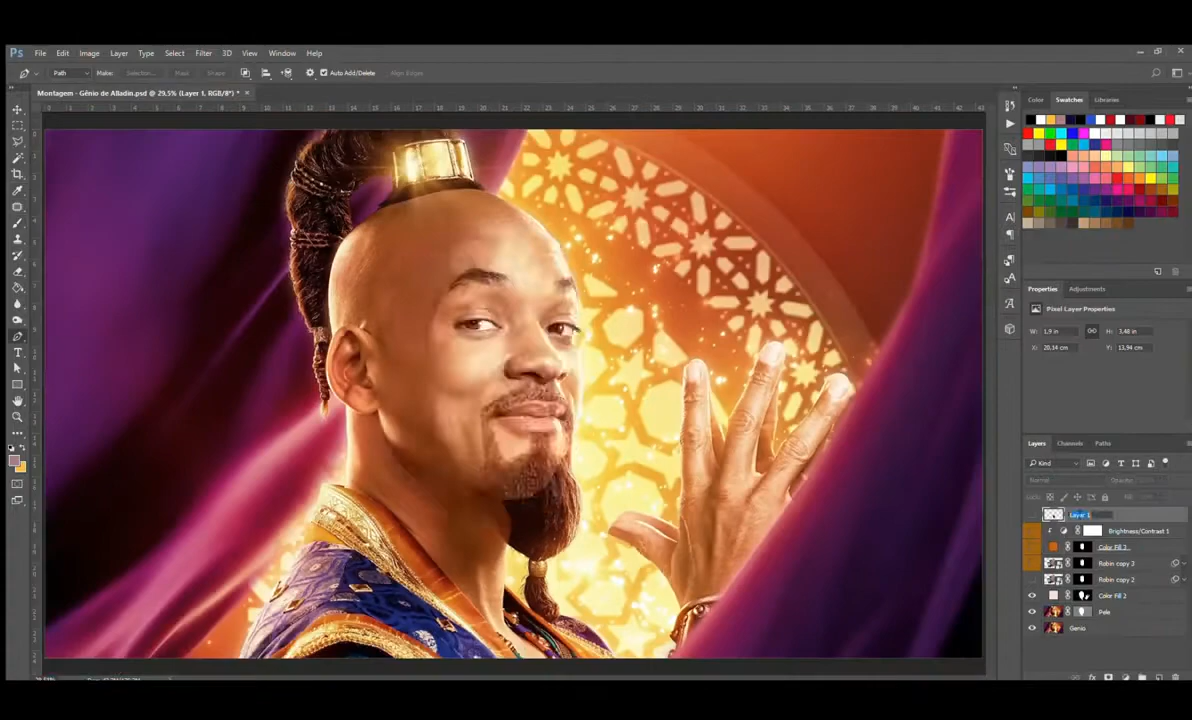 Ps File Edit Image Layer Type Select Filter 3D View Window Help
Path Make: Selection... Mask Shape Auto Add/Delete Align Edges
Montagem - Gênio de Alladin.psd @ 29,5% (Layer 1, RGB/8*) * ×
Color Swatches Libraries
Properties Adjustments
Pixel Layer Properties
W: 1,9 in H: 3,48 in
X: 20,14 cm Y: 13,94 cm
Layers Channels Paths
Kind
Normal Opacity:
Lock: Fill:
Layer 1
Brightness/Contrast 1
Color Fill 3
Robin copy 3
Robin copy 2
Color Fill 2
Pele
Genio